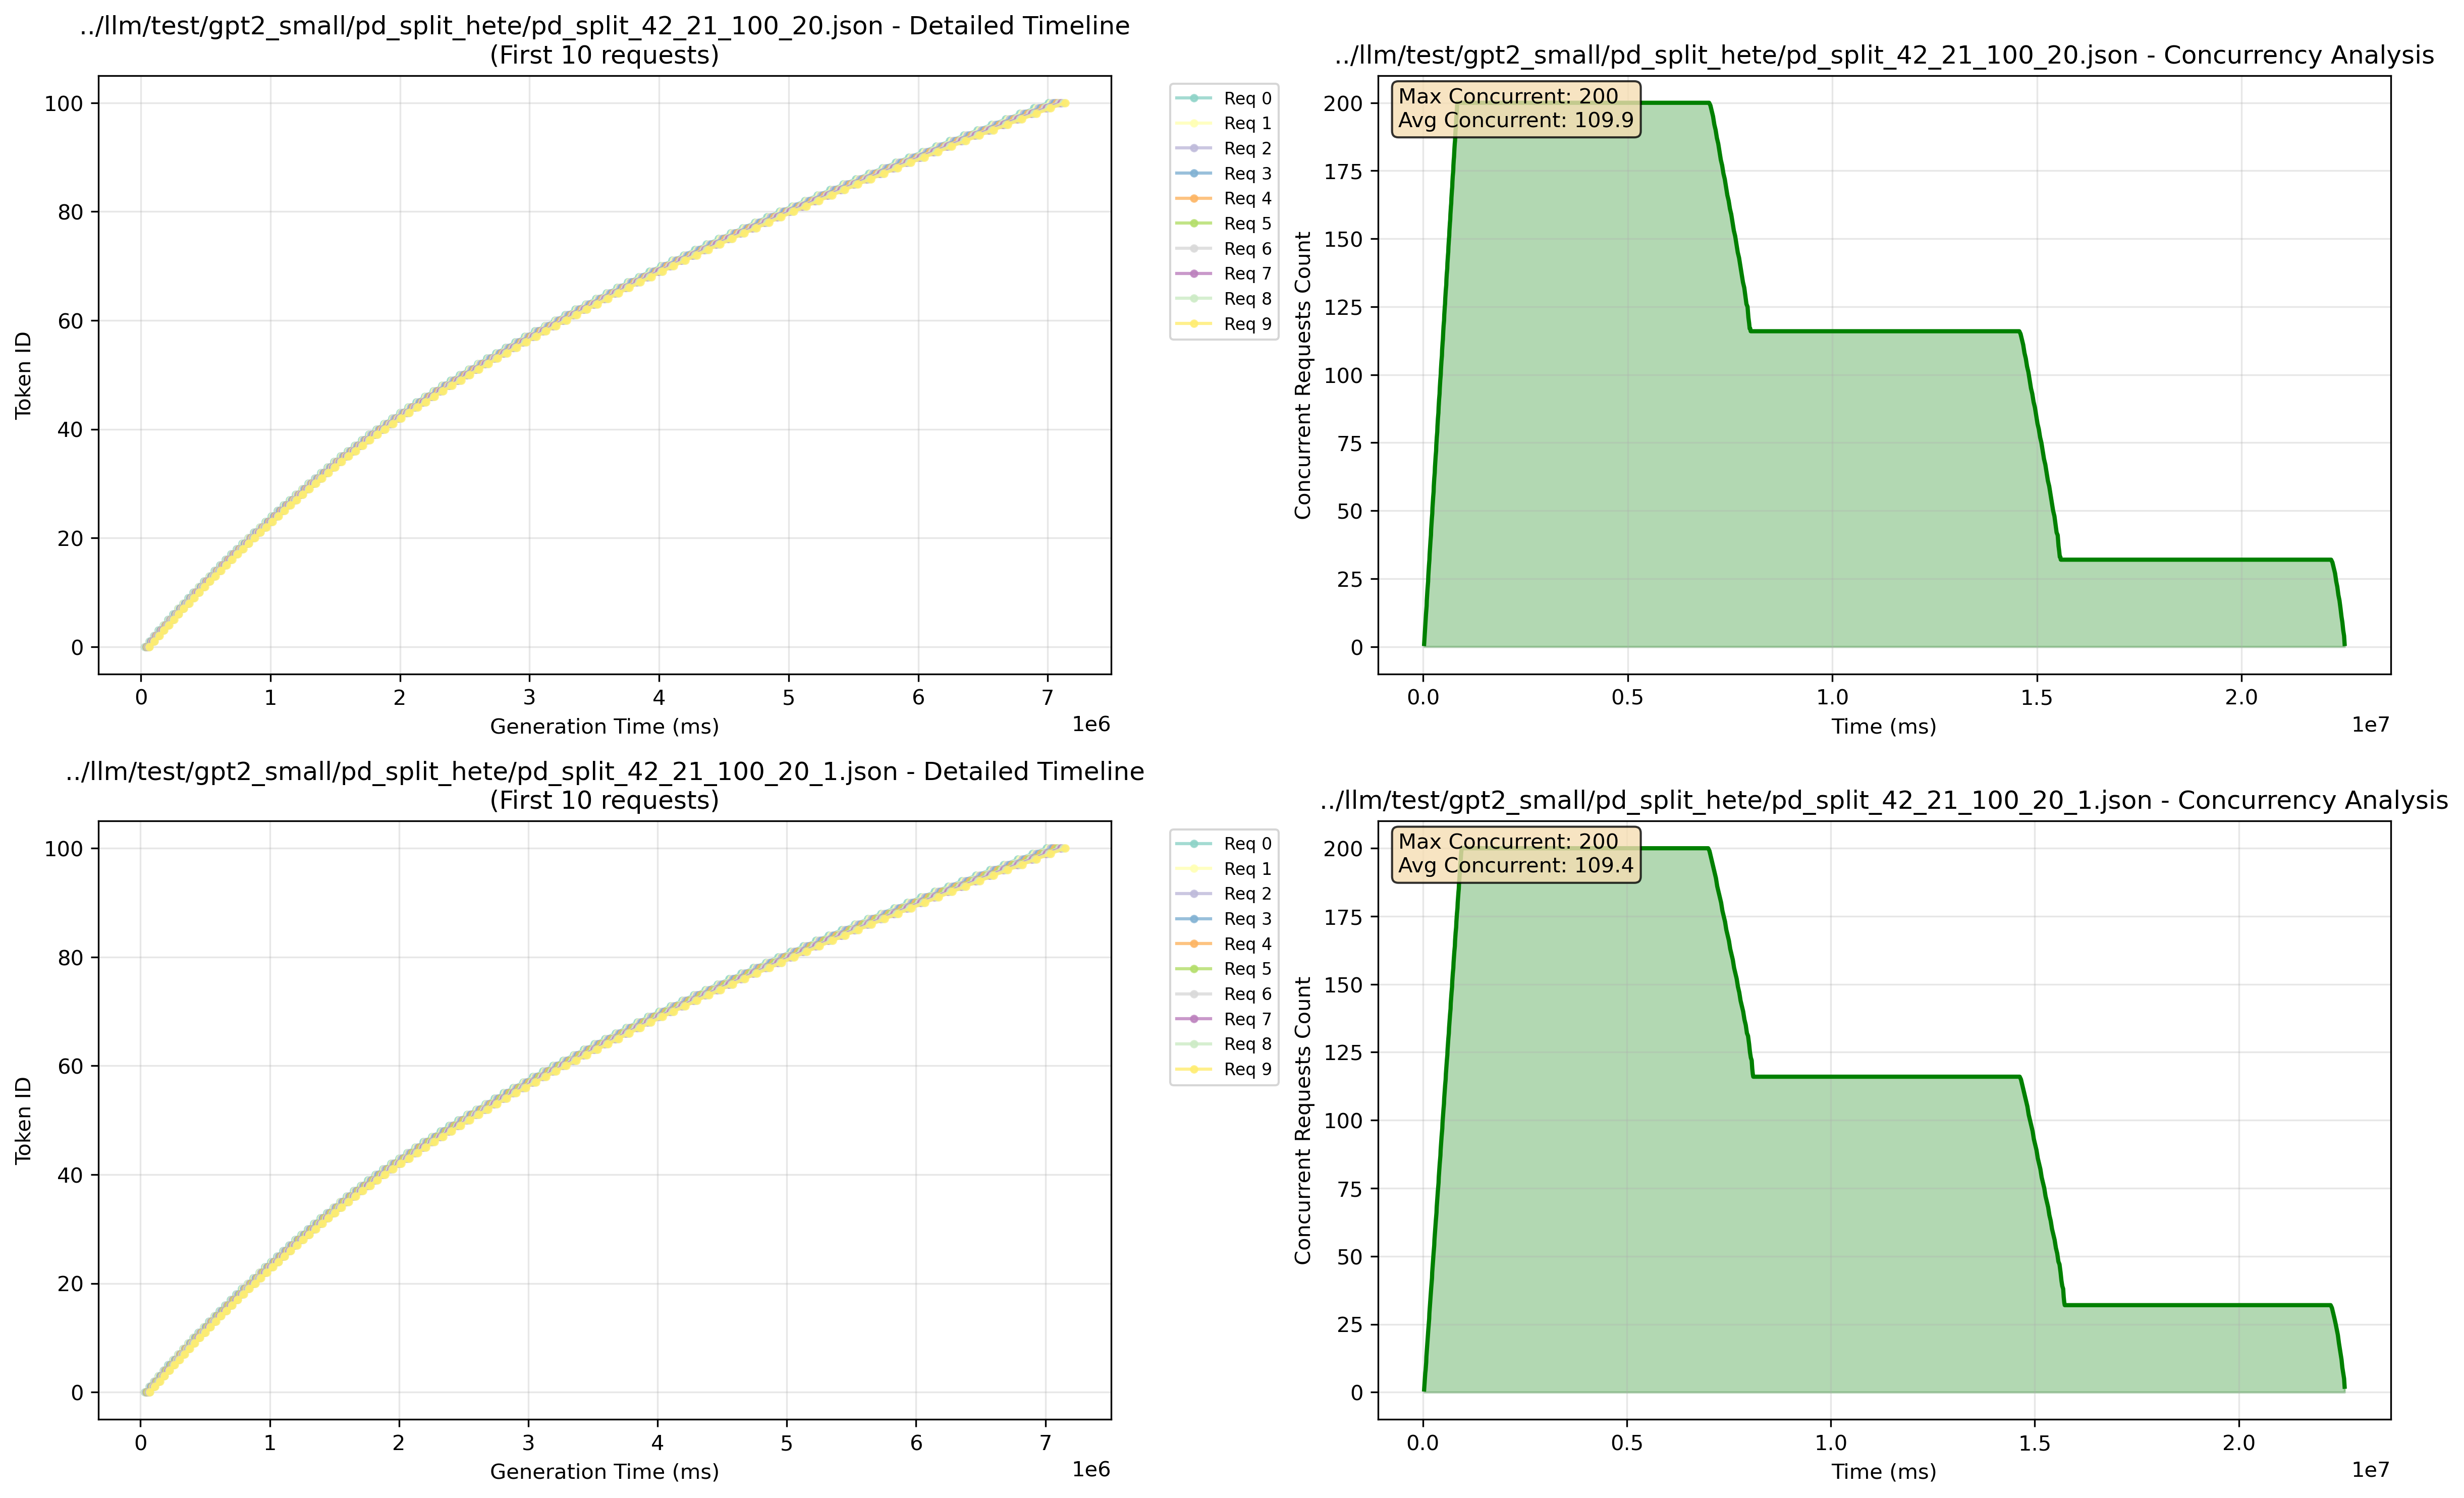 ../llm/test/gpt2_small/pd_split_hete/pd_split_42_21_100_20.json - Detailed Timeline
(First 10 requests)
100
80
60
40
20
0
Token ID
0 1 2 3 4 5 6 7
1e6
Generation Time (ms)
Req 0
Req 1
Req 2
Req 3
Req 4
Req 5
Req 6
Req 7
Req 8
Req 9
../llm/test/gpt2_small/pd_split_hete/pd_split_42_21_100_20.json - Concurrency Analysis
Max Concurrent: 200
Avg Concurrent: 109.9
200
175
150
125
100
75
50
25
0
Concurrent Requests Count
0.0 0.5 1.0 1.5 2.0
1e7
Time (ms)
../llm/test/gpt2_small/pd_split_hete/pd_split_42_21_100_20_1.json - Detailed Timeline
(First 10 requests)
100
80
60
40
20
0
Token ID
0 1 2 3 4 5 6 7
1e6
Generation Time (ms)
Req 0
Req 1
Req 2
Req 3
Req 4
Req 5
Req 6
Req 7
Req 8
Req 9
../llm/test/gpt2_small/pd_split_hete/pd_split_42_21_100_20_1.json - Concurrency Analysis
Max Concurrent: 200
Avg Concurrent: 109.4
200
175
150
125
100
75
50
25
0
Concurrent Requests Count
0.0 0.5 1.0 1.5 2.0
1e7
Time (ms)